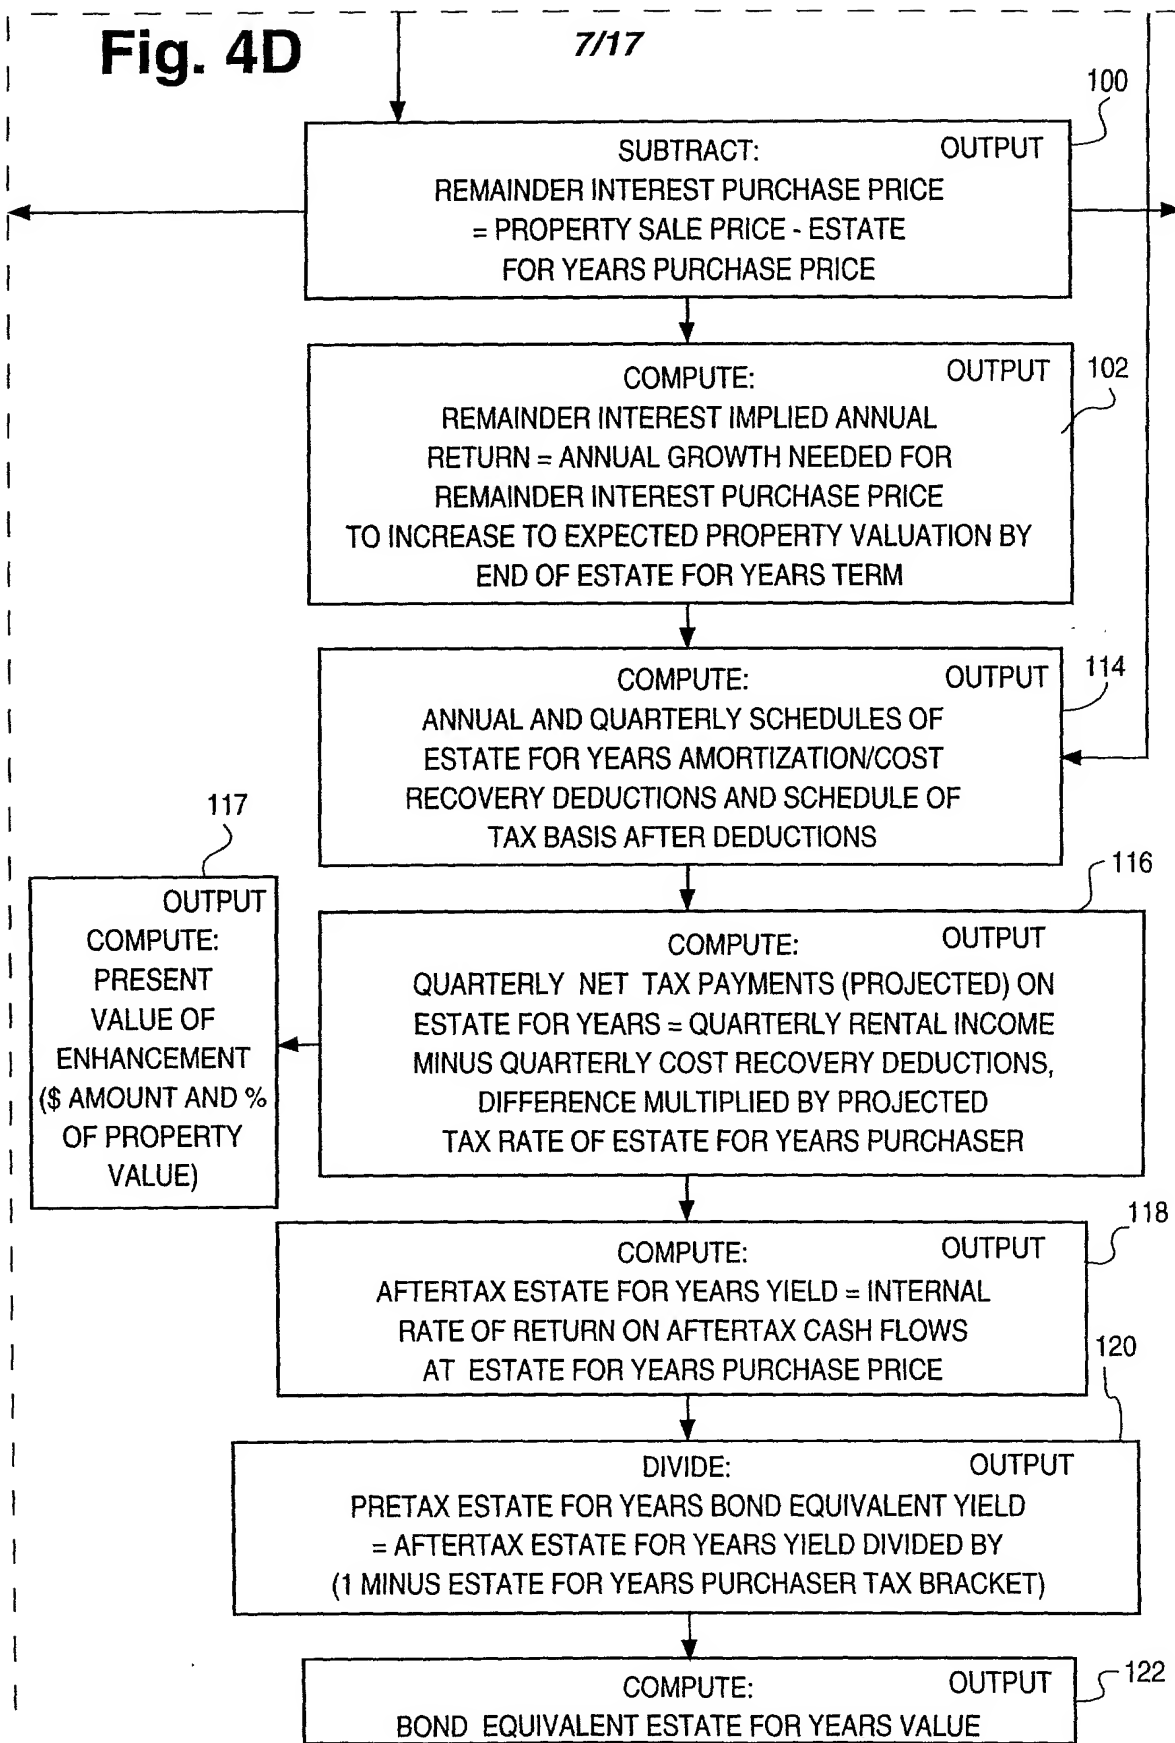 Fig. 4D
7/17
100
SUBTRACT: OUTPUT
REMAINDER INTEREST PURCHASE PRICE
= PROPERTY SALE PRICE - ESTATE
FOR YEARS PURCHASE PRICE
102
COMPUTE: OUTPUT
REMAINDER INTEREST IMPLIED ANNUAL
RETURN = ANNUAL GROWTH NEEDED FOR
REMAINDER INTEREST PURCHASE PRICE
TO INCREASE TO EXPECTED PROPERTY VALUATION BY
END OF ESTATE FOR YEARS TERM
114
COMPUTE: OUTPUT
ANNUAL AND QUARTERLY SCHEDULES OF
ESTATE FOR YEARS AMORTIZATION/COST
RECOVERY DEDUCTIONS AND SCHEDULE OF
TAX BASIS AFTER DEDUCTIONS
117
OUTPUT
COMPUTE:
PRESENT
VALUE OF
ENHANCEMENT
($ AMOUNT AND %
OF PROPERTY
VALUE)
116
COMPUTE: OUTPUT
QUARTERLY NET TAX PAYMENTS (PROJECTED) ON
ESTATE FOR YEARS = QUARTERLY RENTAL INCOME
MINUS QUARTERLY COST RECOVERY DEDUCTIONS,
DIFFERENCE MULTIPLIED BY PROJECTED
TAX RATE OF ESTATE FOR YEARS PURCHASER
118
COMPUTE: OUTPUT
AFTERTAX ESTATE FOR YEARS YIELD = INTERNAL
RATE OF RETURN ON AFTERTAX CASH FLOWS
AT ESTATE FOR YEARS PURCHASE PRICE
120
DIVIDE: OUTPUT
PRETAX ESTATE FOR YEARS BOND EQUIVALENT YIELD
= AFTERTAX ESTATE FOR YEARS YIELD DIVIDED BY
(1 MINUS ESTATE FOR YEARS PURCHASER TAX BRACKET)
122
COMPUTE: OUTPUT
BOND EQUIVALENT ESTATE FOR YEARS VALUE